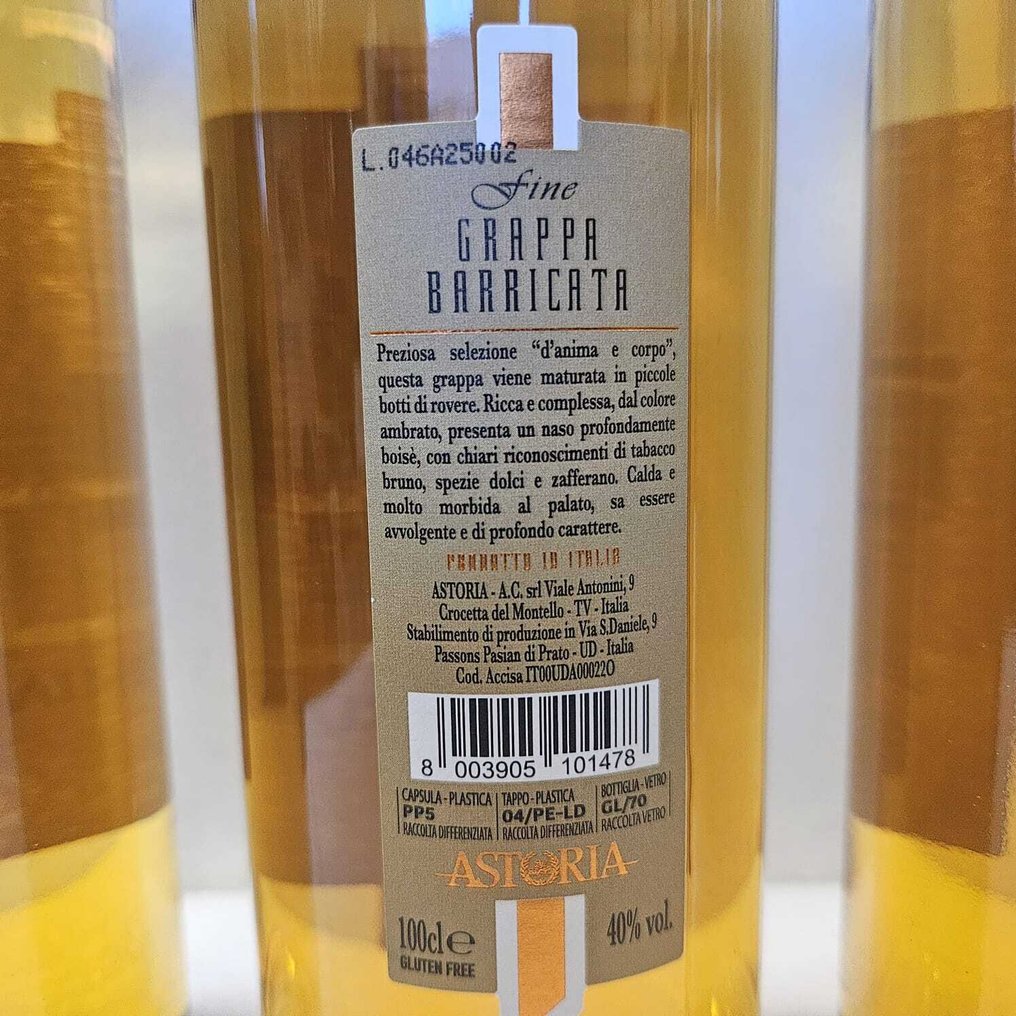 L.046A25002
Fine
GRAPPA
BARRICATA
Preziosa selezione “d’anima e corpo”,
questa grappa viene maturata in piccole
botti di rovere. Ricca e complessa, dal colore
ambrato, presenta un naso profondamente
boisè, con chiari riconoscimenti di tabacco
bruno, spezie dolci e zafferano. Calda e
molto morbida al palato, sa essere
avvolgente e di profondo carattere.
PRODOTTO IN ITALIA
ASTORIA - A.C. srl Viale Antonini, 9
Crocetta del Montello - TV - Italia
Stabilimento di produzione in Via S.Daniele, 9
Passons Pasian di Prato - UD - Italia
Cod. Accisa IT00UDA00022O
8 003905 101478
CAPSULA - PLASTICA
PP5
RACCOLTA DIFFERENZIATA
TAPPO - PLASTICA
04/PE-LD
RACCOLTA DIFFERENZIATA
BOTTIGLIA - VETRO
GL/70
RACCOLTA VETRO
ASTORIA
100cl e
GLUTEN FREE
40% vol.